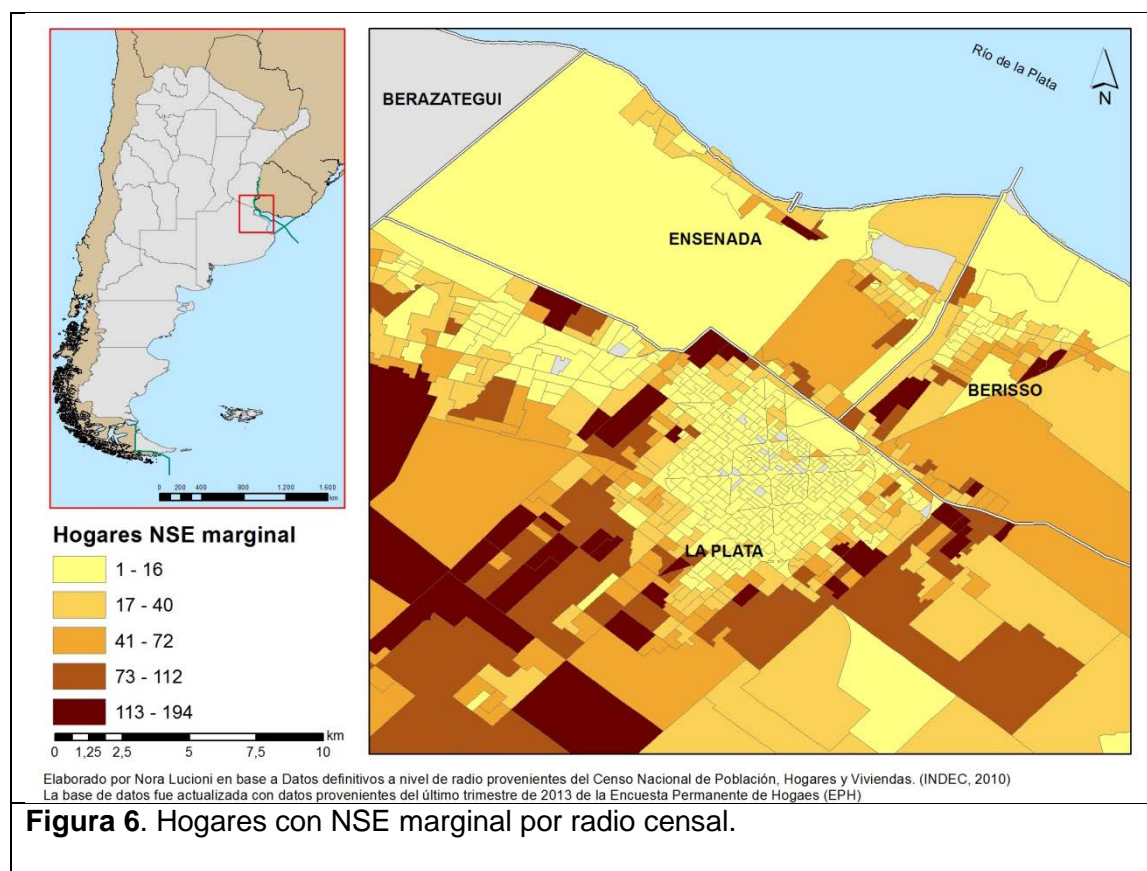 BERAZATEGUI
Río de la Plata
N
ENSENADA
BERISSO
LA PLATA
0 200 400 800 1.200 1.600
km
Hogares NSE marginal
1 - 16
17 - 40
41 - 72
73 - 112
113 - 194
km
0 1,25 2,5 5 7,5 10
Elaborado por Nora Lucioni en base a Datos definitivos a nivel de radio provenientes del Censo Nacional de Población, Hogares y Viviendas. (INDEC, 2010)
La base de datos fue actualizada con datos provenientes del último trimestre de 2013 de la Encuesta Permanente de Hogaes (EPH)
Figura 6. Hogares con NSE marginal por radio censal.